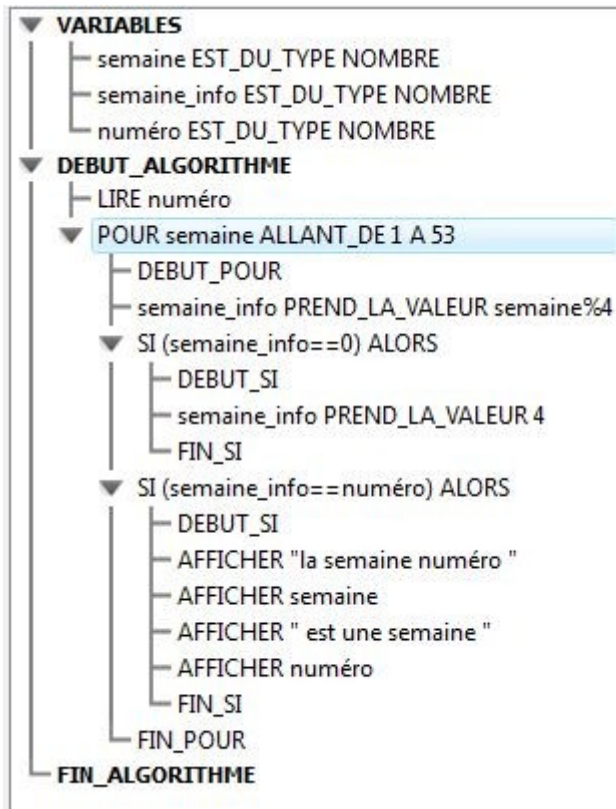 VARIABLES
semaine EST_DU_TYPE NOMBRE
semaine_info EST_DU_TYPE NOMBRE
numéro EST_DU_TYPE NOMBRE
DEBUT_ALGORITHME
LIRE numéro
POUR semaine ALLANT_DE 1 A 53
DEBUT_POUR
semaine_info PREND_LA_VALEUR semaine%4
SI (semaine_info==0) ALORS
DEBUT_SI
semaine_info PREND_LA_VALEUR 4
FIN_SI
SI (semaine_info==numéro) ALORS
DEBUT_SI
AFFICHER "la semaine numéro "
AFFICHER semaine
AFFICHER " est une semaine "
AFFICHER numéro
FIN_SI
FIN_POUR
FIN_ALGORITHME